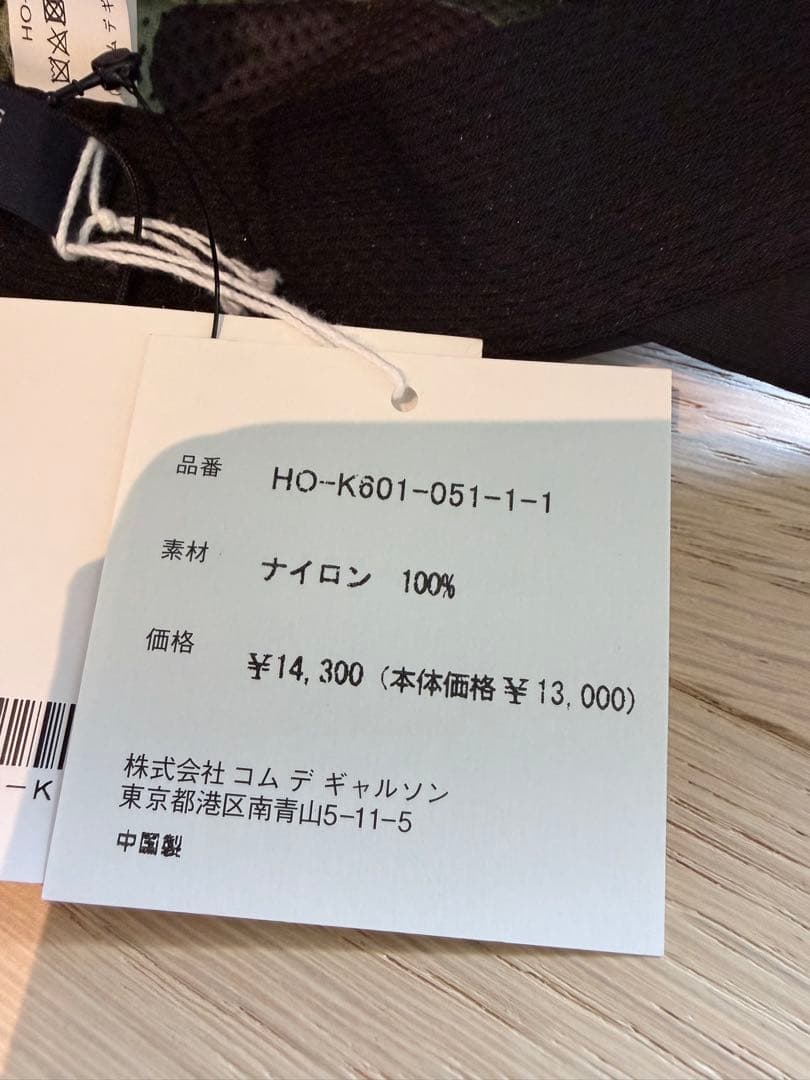 HO
品番 HO-K601-051-1-1
素材 ナイロン 100%
価格 ¥14,300 (本体価格 ¥ 13,000)
株式会社 コム デ ギャルソン
東京都港区南青山5-11-5
中国製
-K